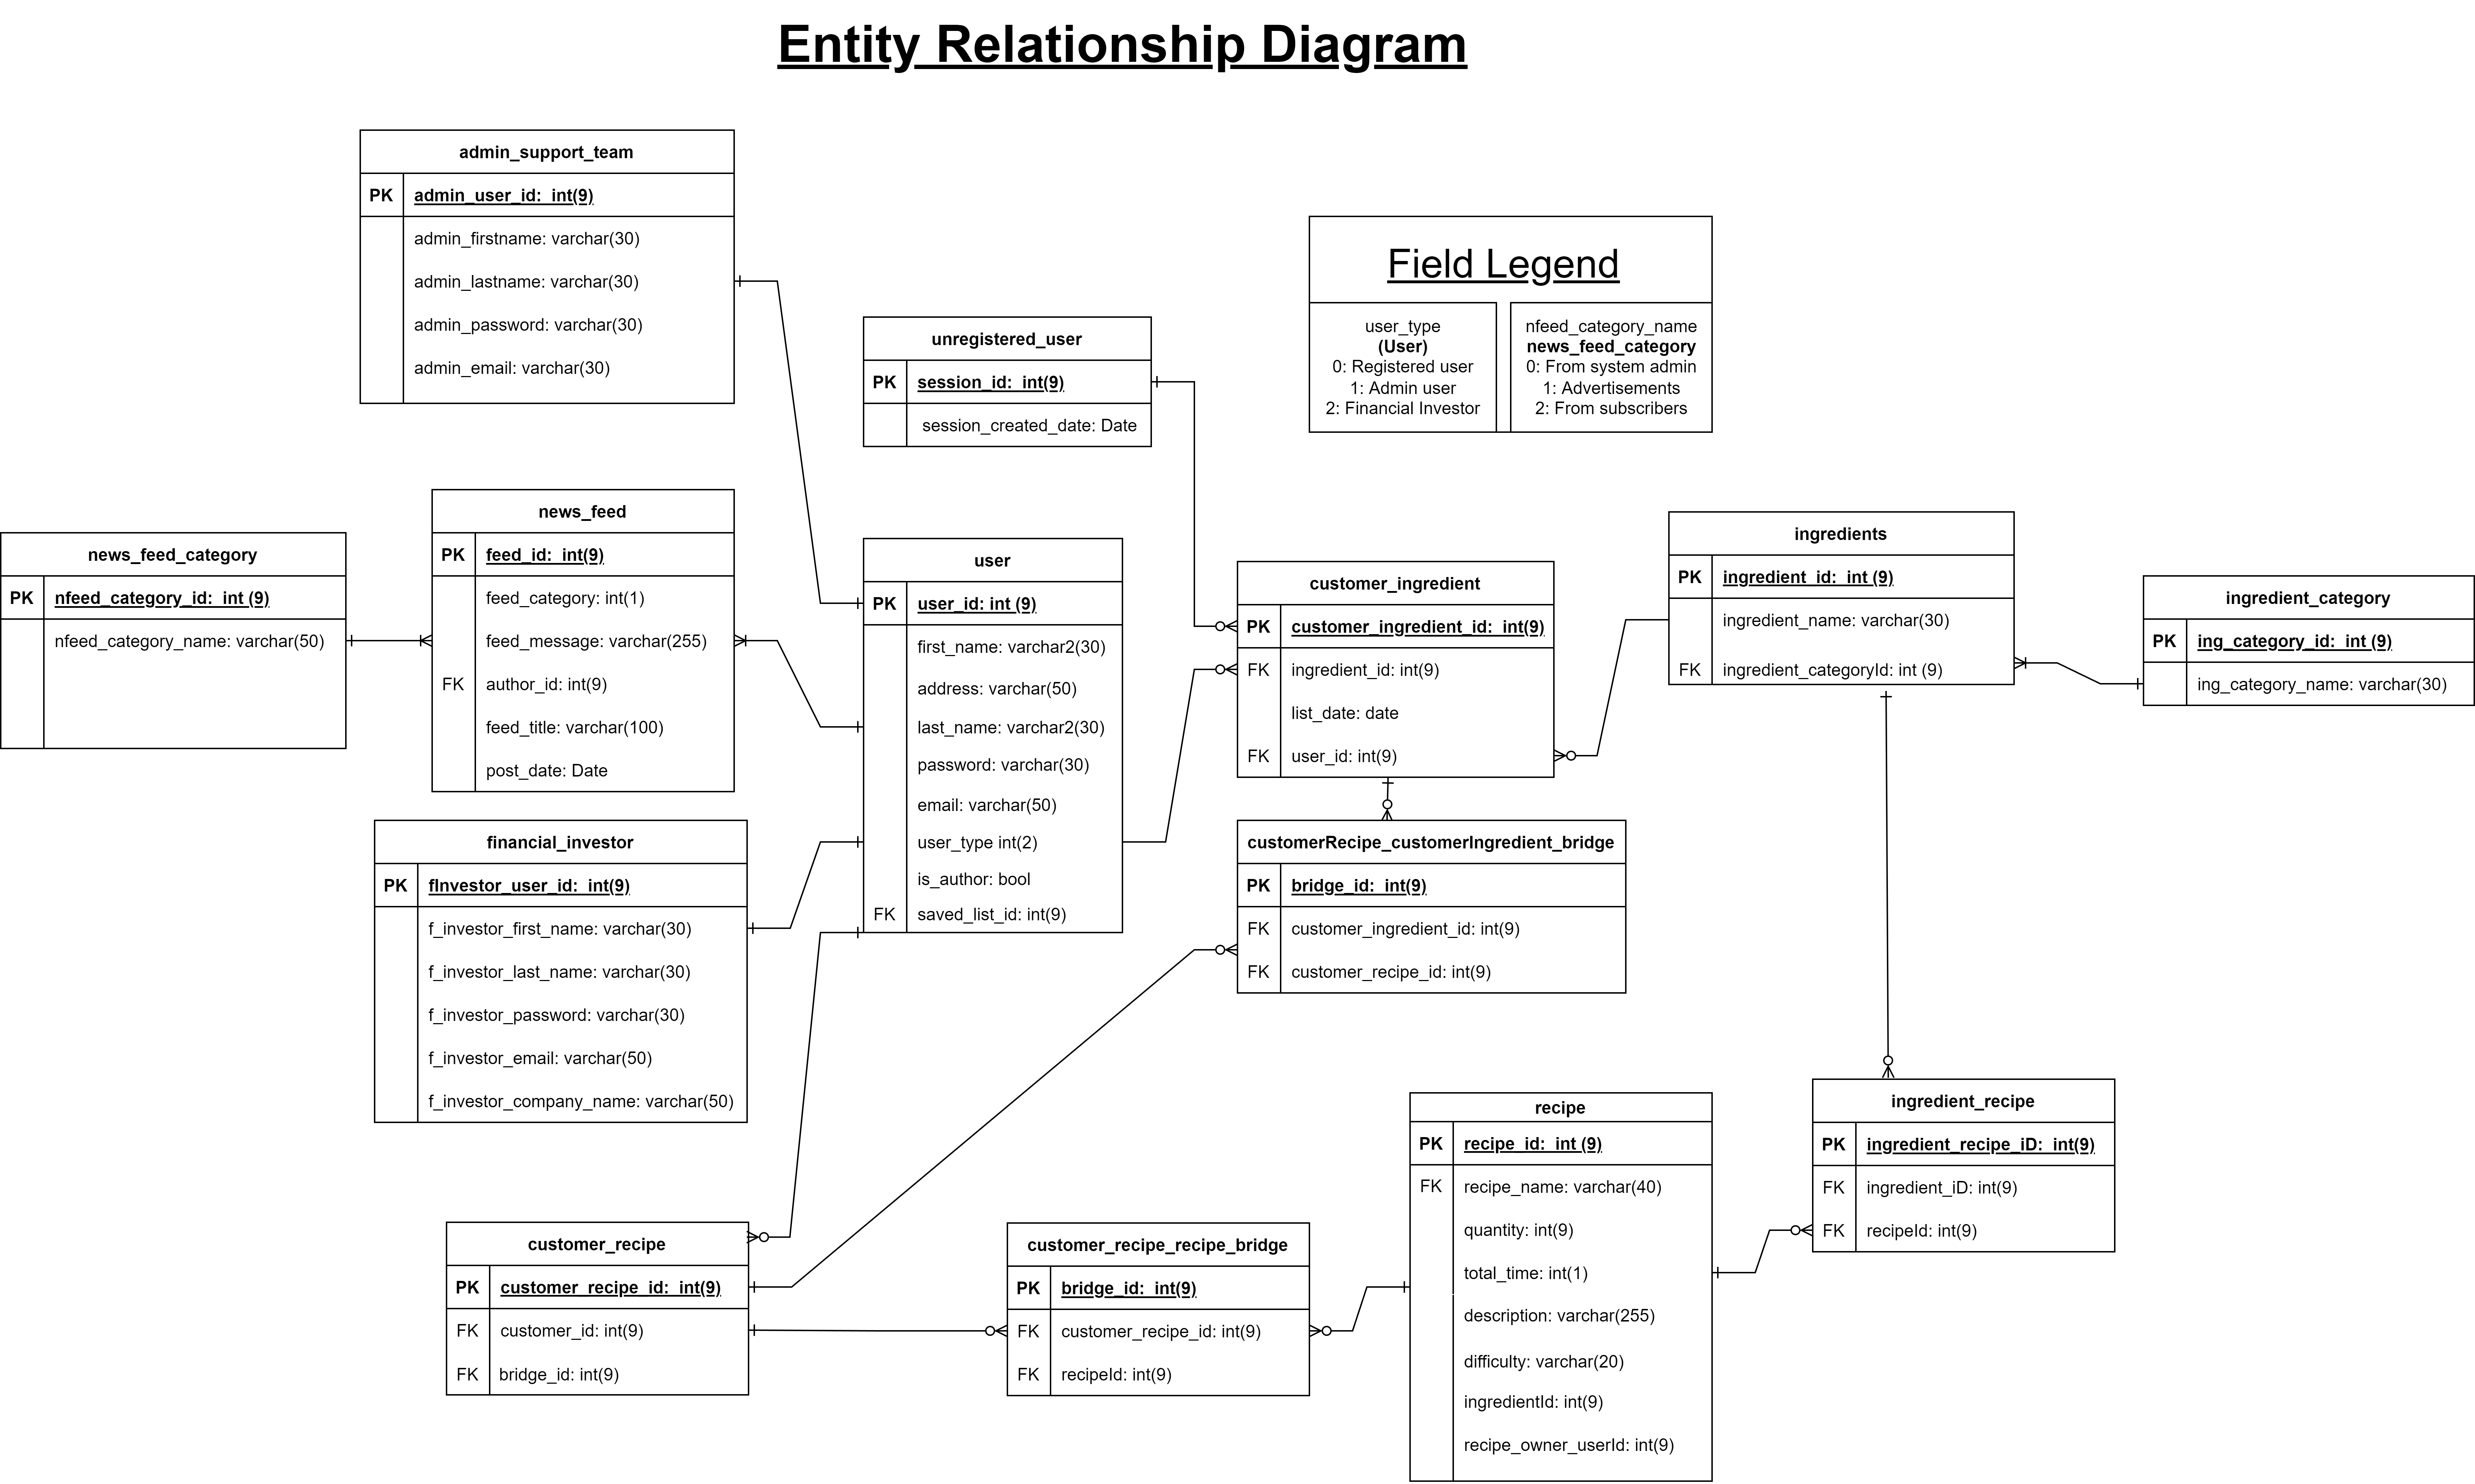 Entity Relationship Diagram
admin_support_team
PK admin_user_id: int(9)
admin_firstname: varchar(30)
admin_lastname: varchar(30)
admin_password: varchar(30)
admin_email: varchar(30)
unregistered_user
PK session_id: int(9)
session_created_date: Date
Field Legend
user_type
(User)
0: Registered user
1: Admin user
2: Financial Investor
nfeed_category_name
news_feed_category
0: From system admin
1: Advertisements
2: From subscribers
news_feed_category
PK nfeed_category_id: int (9)
nfeed_category_name: varchar(50)
news_feed
PK feed_id: int(9)
feed_category: int(1)
feed_message: varchar(255)
FK author_id: int(9)
feed_title: varchar(100)
post_date: Date
user
PK user_id: int (9)
first_name: varchar2(30)
address: varchar(50)
last_name: varchar2(30)
password: varchar(30)
email: varchar(50)
user_type int(2)
is_author: bool
FK saved_list_id: int(9)
customer_ingredient
PK customer_ingredient_id: int(9)
FK ingredient_id: int(9)
list_date: date
FK user_id: int(9)
ingredients
PK ingredient_id: int (9)
ingredient_name: varchar(30)
FK ingredient_categoryId: int (9)
ingredient_category
PK ing_category_id: int (9)
ing_category_name: varchar(30)
financial_investor
PK fInvestor_user_id: int(9)
f_investor_first_name: varchar(30)
f_investor_last_name: varchar(30)
f_investor_password: varchar(30)
f_investor_email: varchar(50)
f_investor_company_name: varchar(50)
customerRecipe_customerIngredient_bridge
PK bridge_id: int(9)
FK customer_ingredient_id: int(9)
FK customer_recipe_id: int(9)
customer_recipe
PK customer_recipe_id: int(9)
FK customer_id: int(9)
FK bridge_id: int(9)
customer_recipe_recipe_bridge
PK bridge_id: int(9)
FK customer_recipe_id: int(9)
FK recipeId: int(9)
recipe
PK recipe_id: int (9)
FK recipe_name: varchar(40)
quantity: int(9)
total_time: int(1)
description: varchar(255)
difficulty: varchar(20)
ingredientId: int(9)
recipe_owner_userId: int(9)
ingredient_recipe
PK ingredient_recipe_iD: int(9)
FK ingredient_iD: int(9)
FK recipeId: int(9)